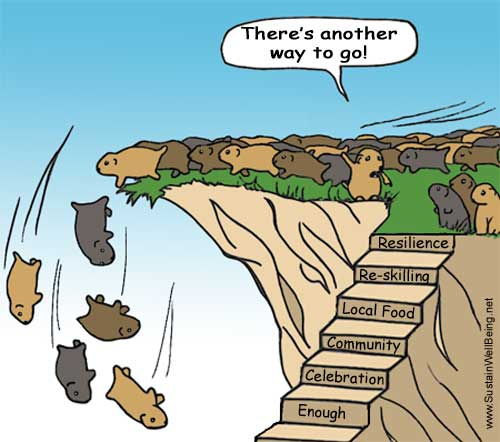 There's another
way to go!
Resilience
Re-skilling
Local Food
Community
Celebration
Enough
www.SustainWellBeing.net